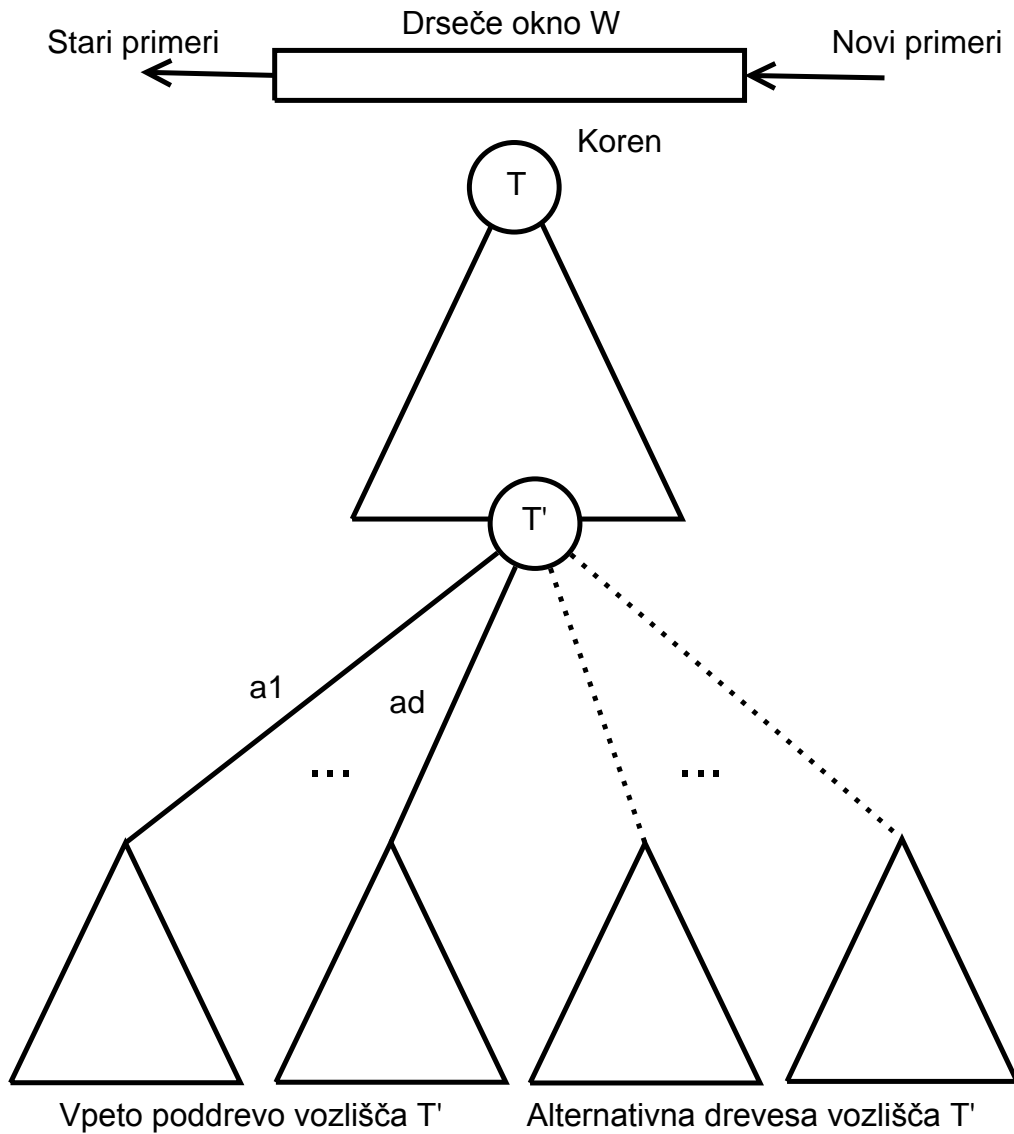 Drseče okno W
Stari primeri
Novi primeri
Koren
T
T'
a1
ad
...
...
Vpeto poddrevo vozlišča T'
Alternativna drevesa vozlišča T'